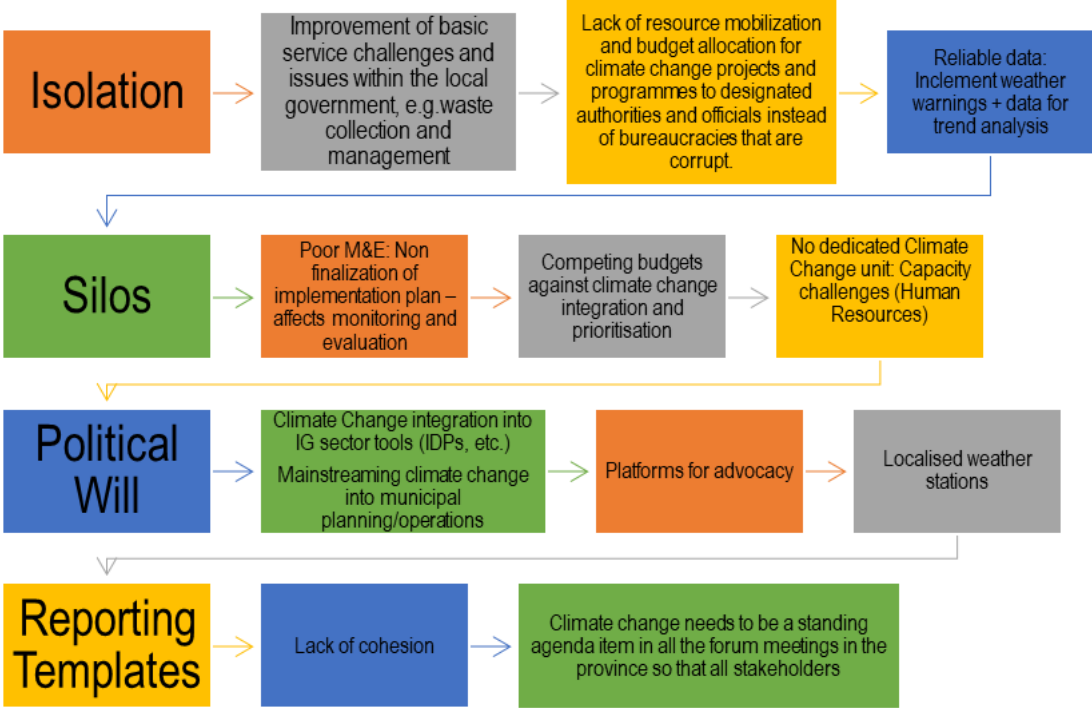 Isolation
Improvement of basic
service challenges and
issues within the local
government, e.g.waste
collection and
management
Lack of resource mobilization
and budget allocation for
climate change projects and
programmes to designated
authorities and officials instead
of bureaucracies that are
corrupt.
Reliable data:
Inclement weather
warnings + data for
trend analysis
Silos
Poor M&E: Non
finalization of
implementation plan –
affects monitoring and
evaluation
Competing budgets
against climate change
integration and
prioritisation
No dedicated Climate
Change unit: Capacity
challenges (Human
Resources)
Political
Will
Climate Change integration into
IG sector tools (IDPs, etc.)
Mainstreaming climate change
into municipal
planning/operations
Platforms for advocacy
Localised weather
stations
Reporting
Templates
Lack of cohesion
Climate change needs to be a standing
agenda item in all the forum meetings in the
province so that all stakeholders